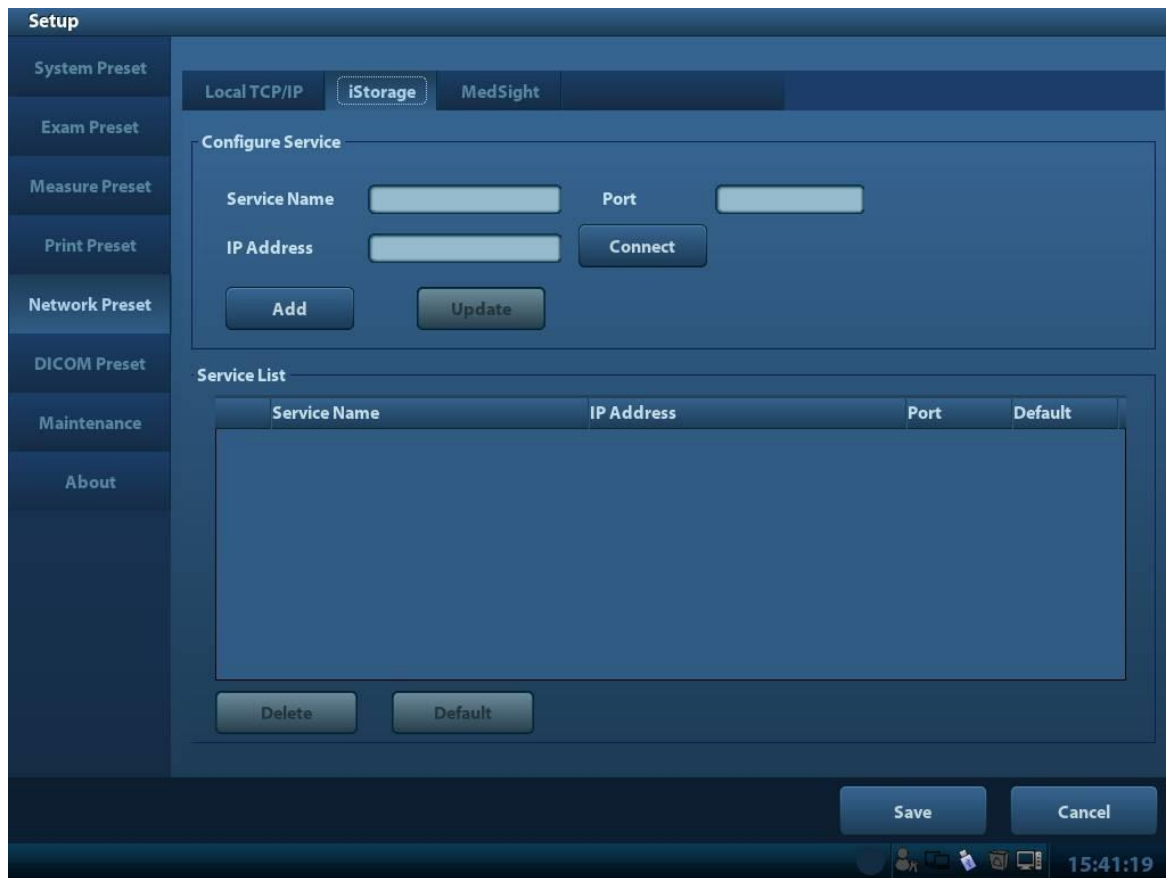 Setup
System Preset
Exam Preset
Measure Preset
Print Preset
Network Preset
DICOM Preset
Maintenance
About
Local TCP/IP iStorage MedSight
Configure Service
Service Name Port
IP Address Connect
Add Update
Service List
Service Name IP Address Port Default
Delete Default
Save Cancel
15:41:19